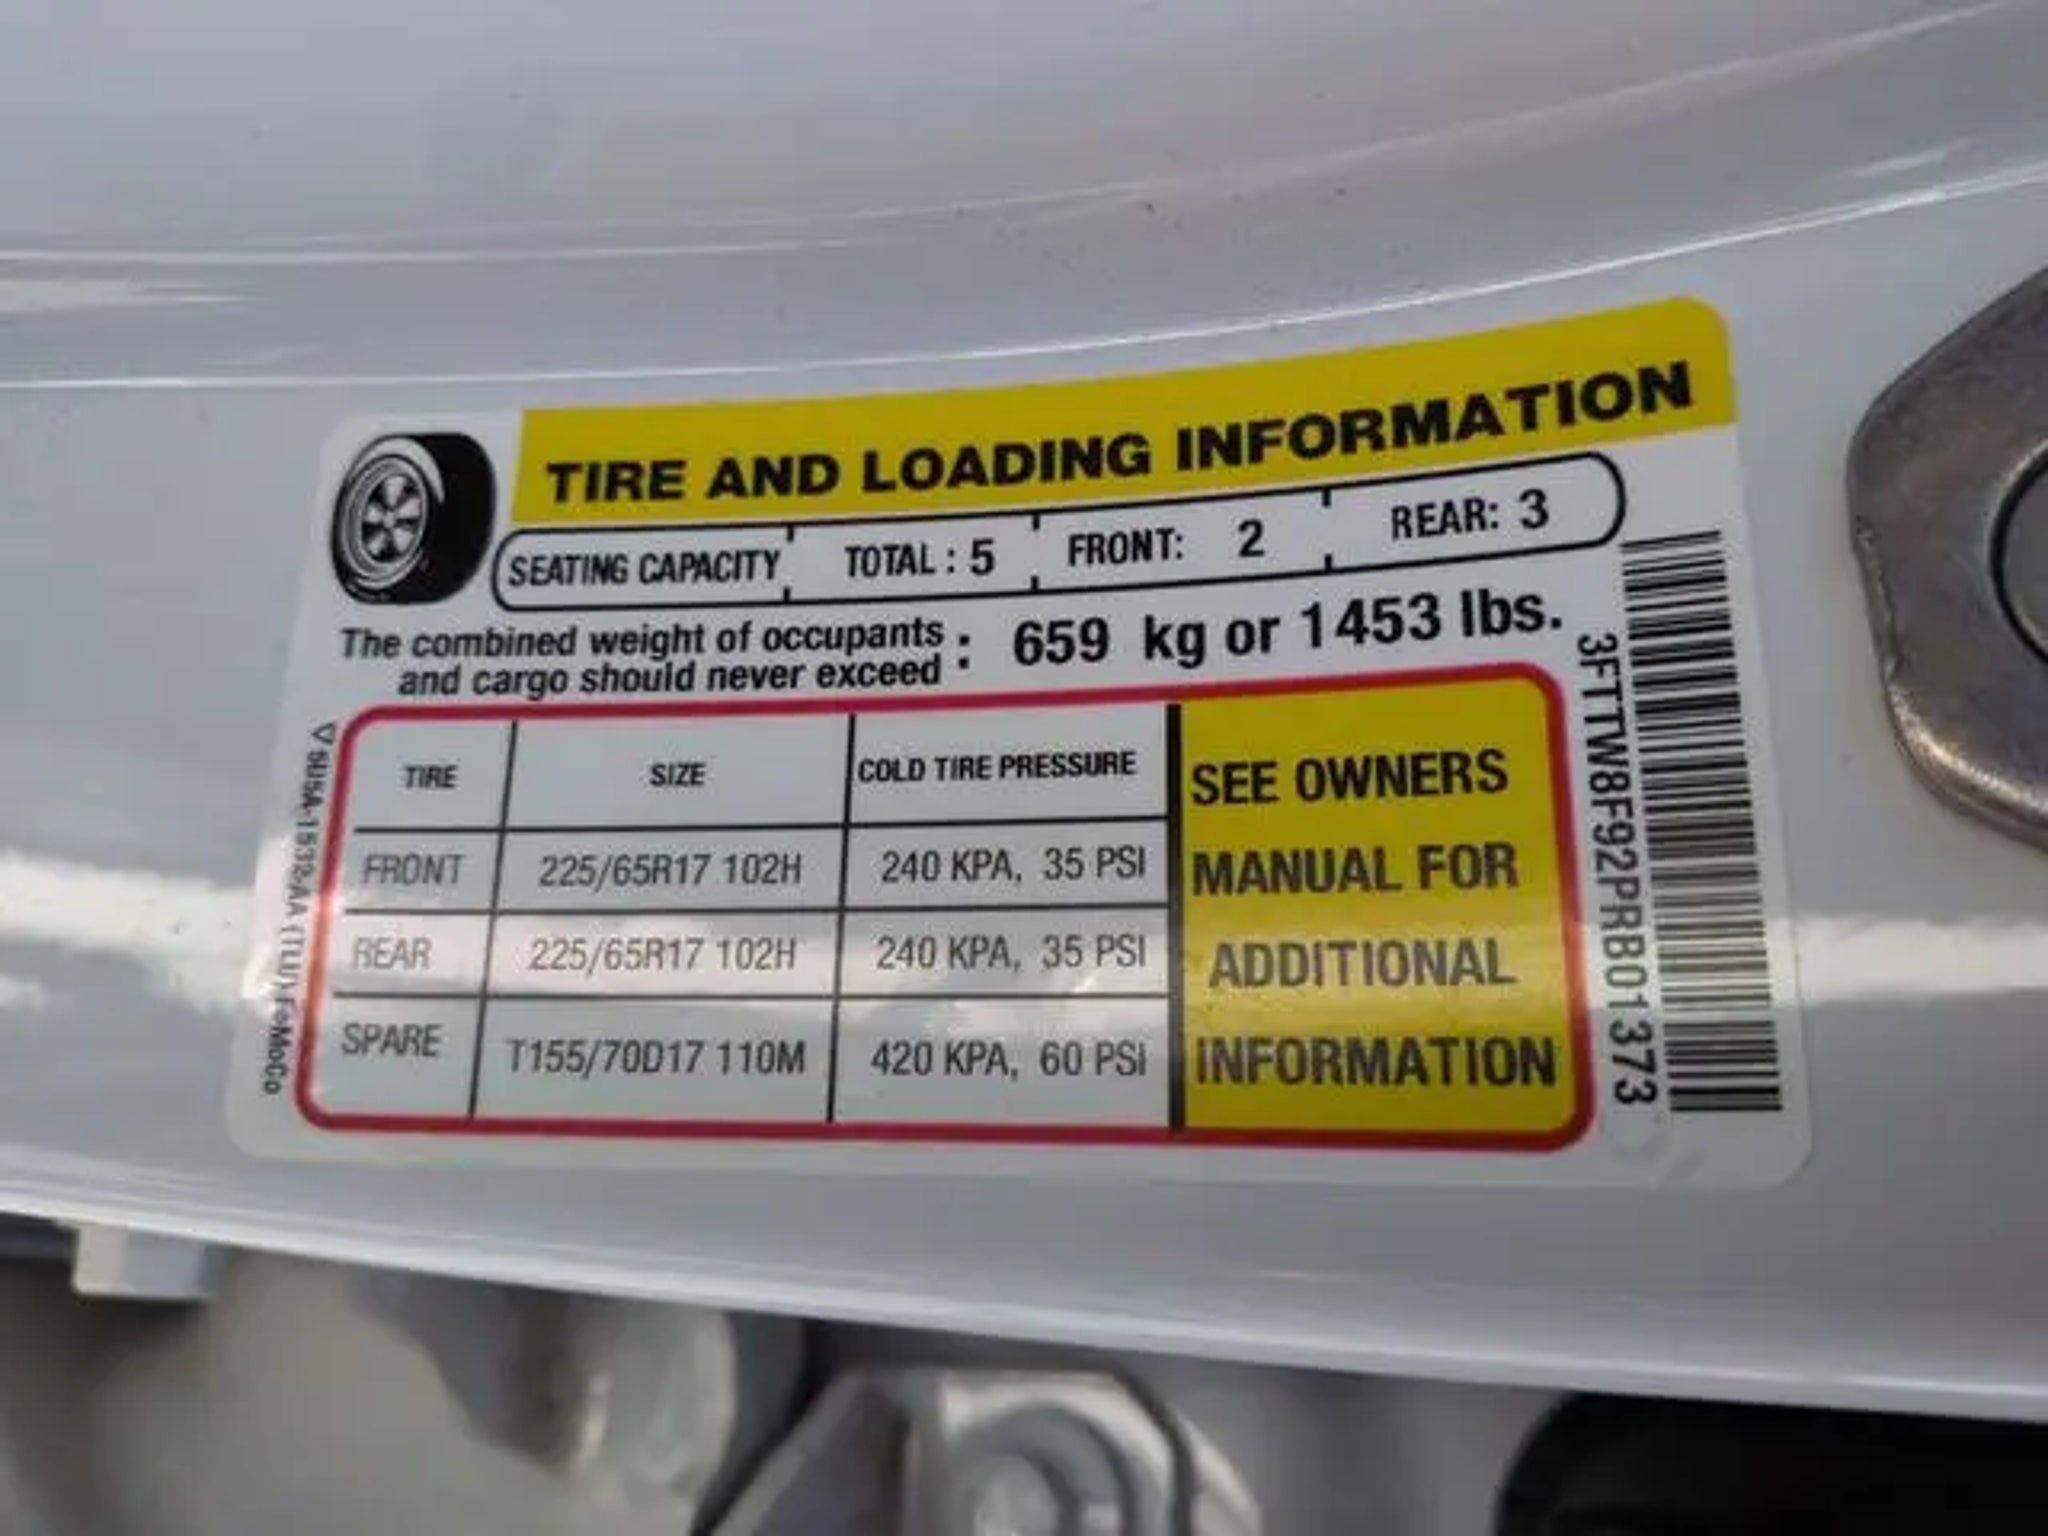 TIRE AND LOADING INFORMATION
SEATING CAPACITY TOTAL : 5 FRONT: 2 REAR: 3
The combined weight of occupants
and cargo should never exceed : 659 kg or 1453 lbs.
TIRE SIZE COLD TIRE PRESSURE
FRONT 225/65R17 102H 240 KPA, 35 PSI
REAR 225/65R17 102H 240 KPA, 35 PSI
SPARE T155/70D17 110M 420 KPA, 60 PSI
SEE OWNERS
MANUAL FOR
ADDITIONAL
INFORMATION
3FTTW8F92PRB01373
(TU) FoMoCo